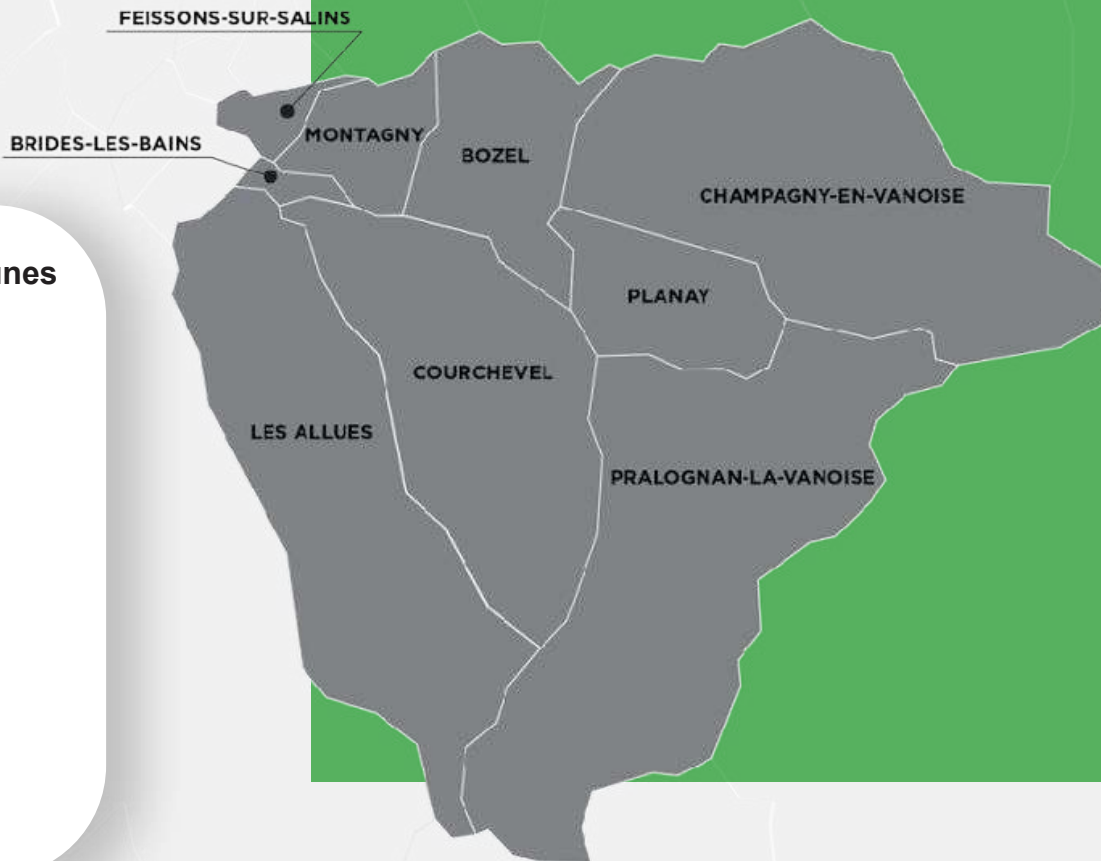 FEISSONS-SUR-SALINS
MONTAGNY
BRIDES-LES-BAINS
BOZEL
CHAMPAGNY-EN-VANOISE
PLANAY
COURCHEVEL
LES ALLUES
PRALOGNAN-LA-VANOISE